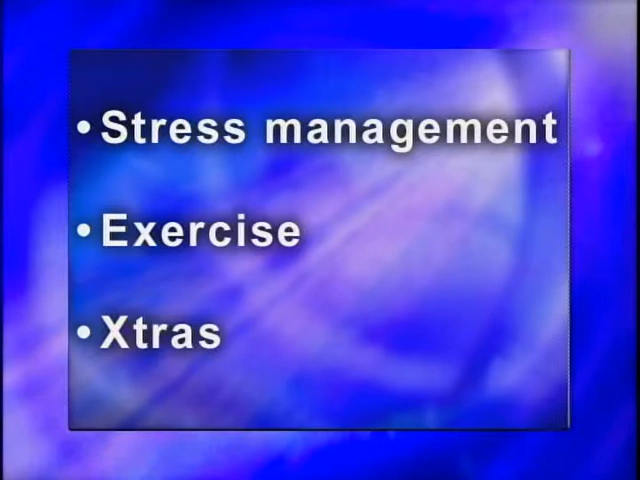 • Stress management
• Exercise
• Xtras